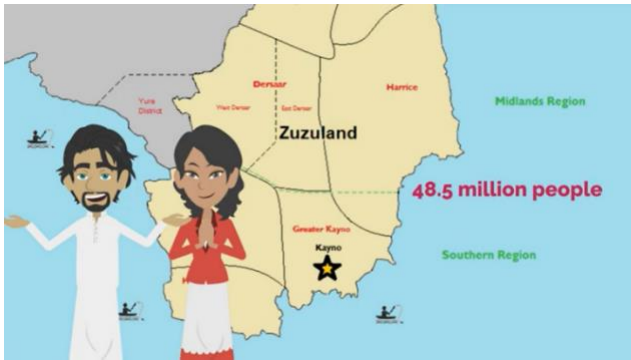 Dersaar
Harrice
Yura
District
West Dersaar
East Dersaar
Midlands Region
Zuzuland
48.5 million people
Greater Kayno
Kayno
Southern Region
H